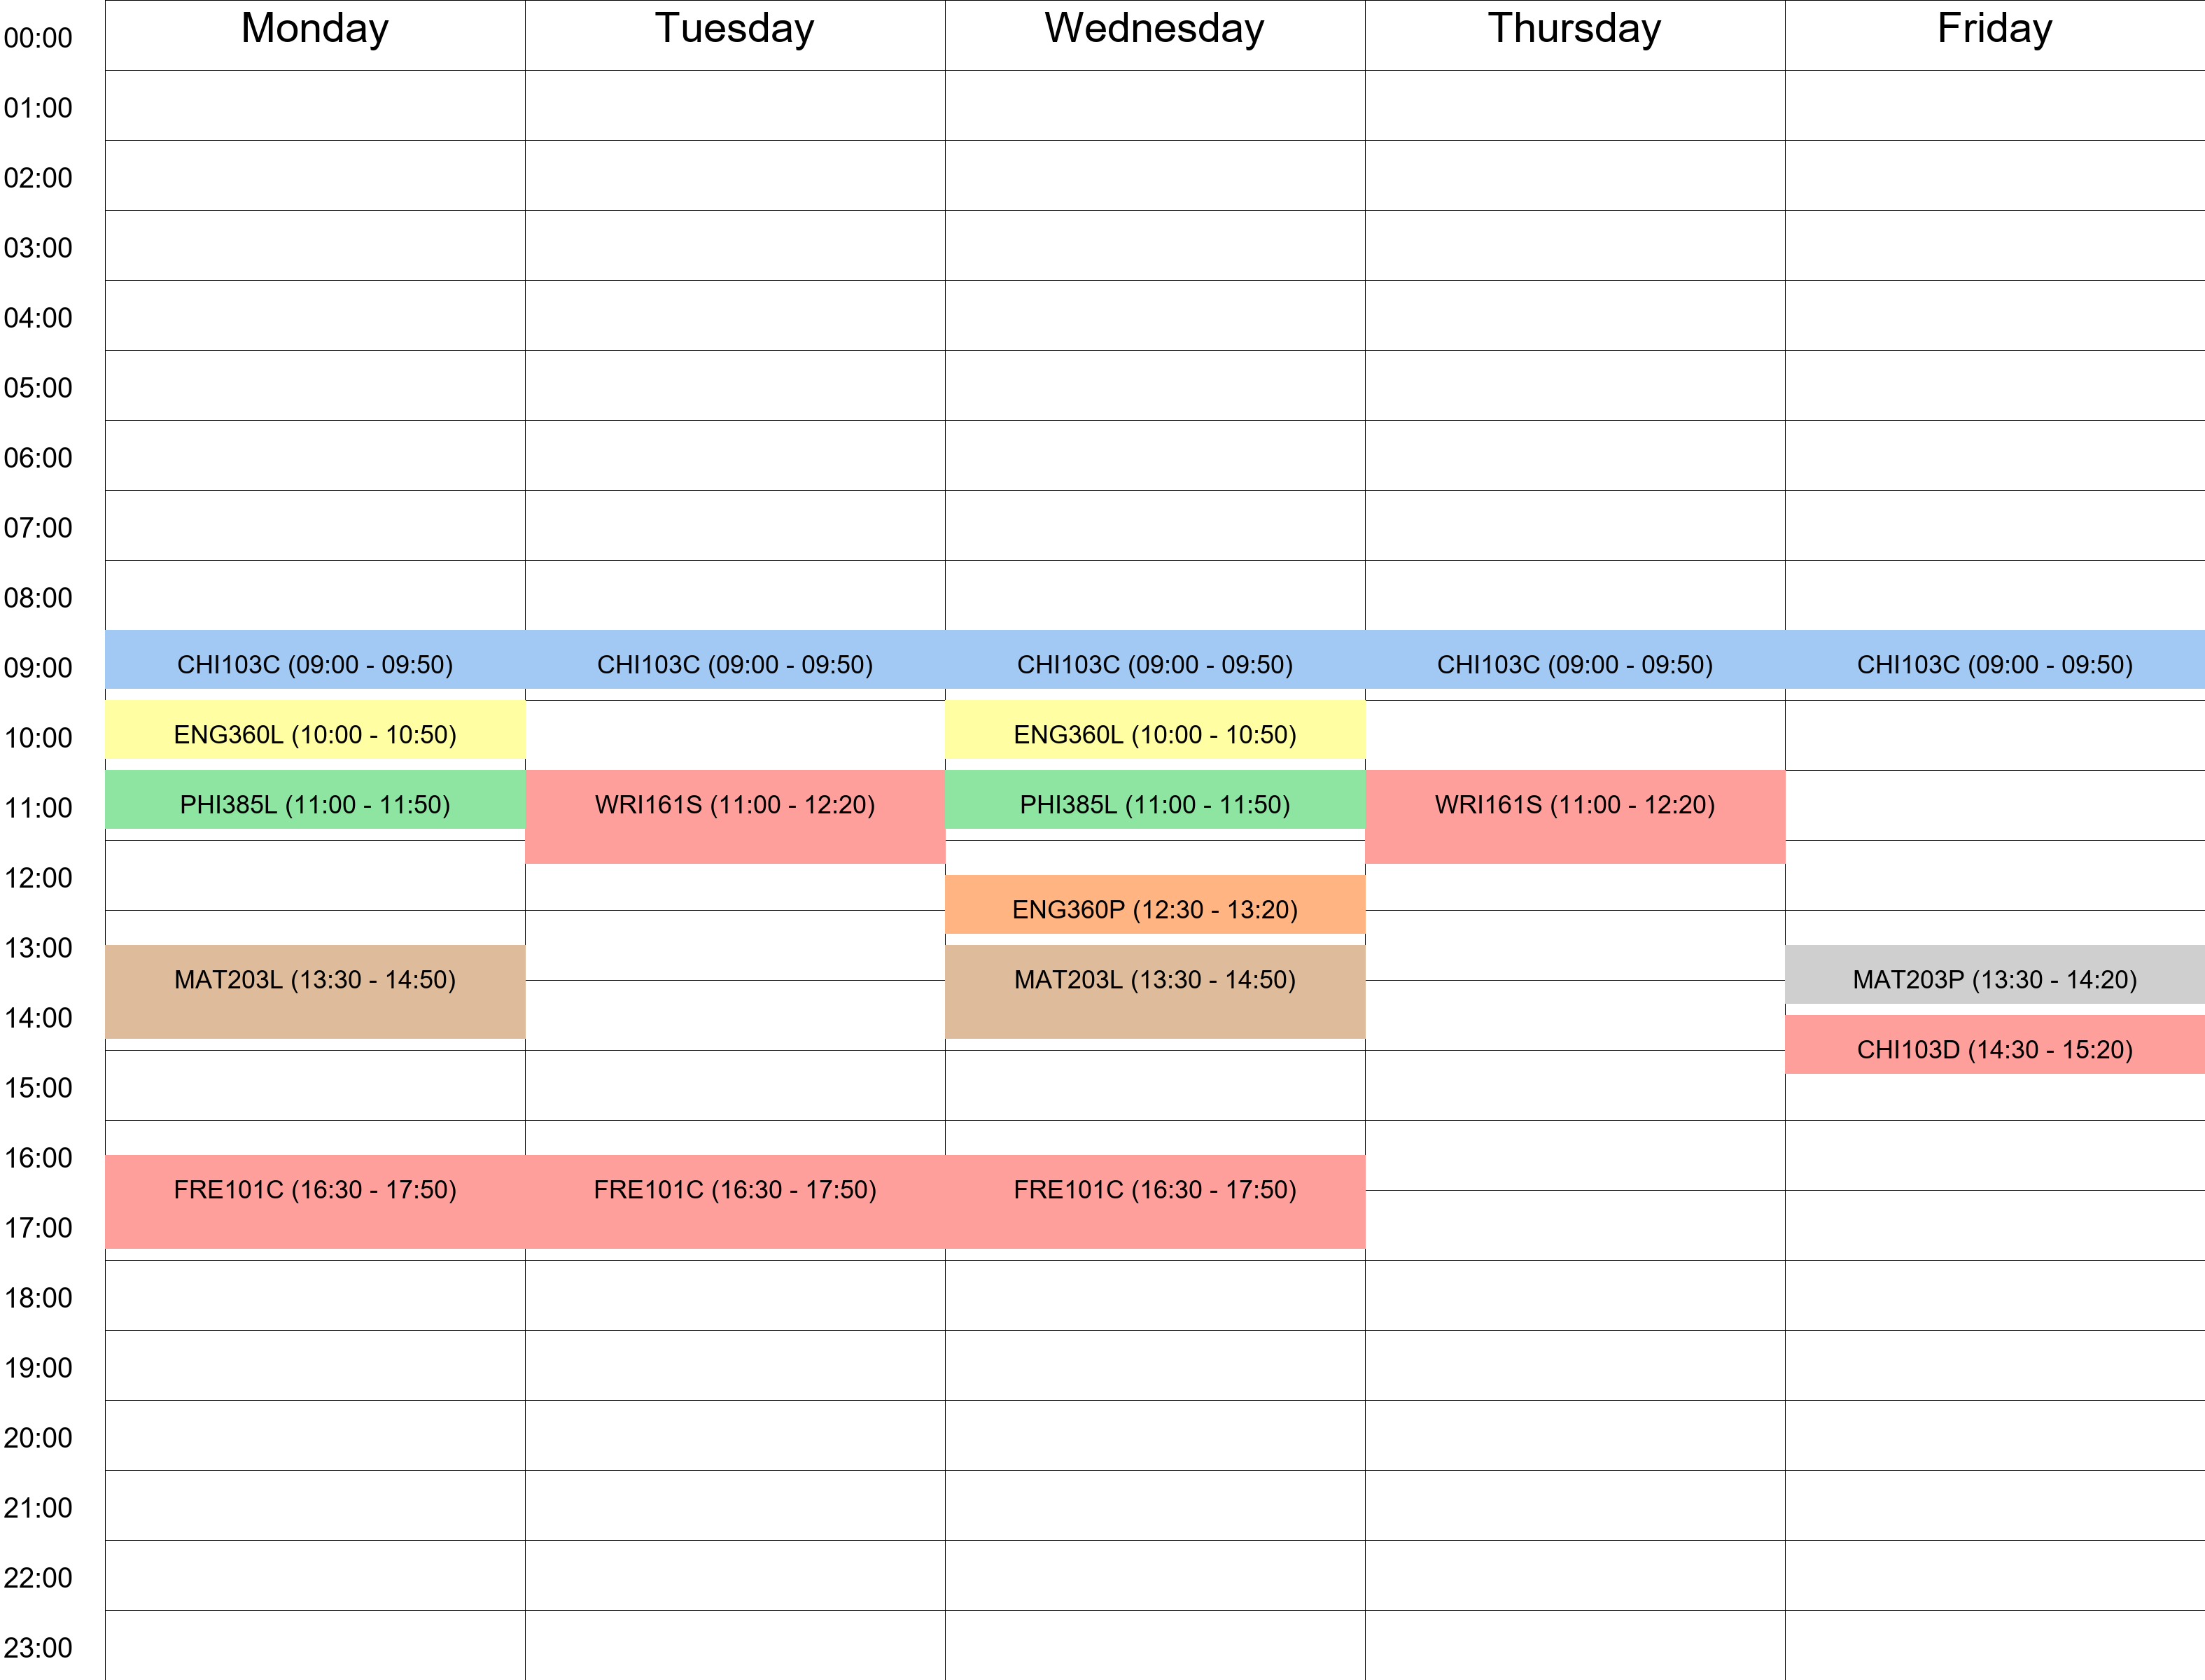 Monday Tuesday Wednesday Thursday Friday
00:00
01:00
02:00
03:00
04:00
05:00
06:00
07:00
08:00
09:00 CHI103C (09:00 - 09:50) CHI103C (09:00 - 09:50) CHI103C (09:00 - 09:50) CHI103C (09:00 - 09:50) CHI103C (09:00 - 09:50)
10:00 ENG360L (10:00 - 10:50) ENG360L (10:00 - 10:50)
11:00 PHI385L (11:00 - 11:50) WRI161S (11:00 - 12:20) PHI385L (11:00 - 11:50) WRI161S (11:00 - 12:20)
12:00
ENG360P (12:30 - 13:20)
13:00
MAT203L (13:30 - 14:50) MAT203L (13:30 - 14:50) MAT203P (13:30 - 14:20)
14:00
CHI103D (14:30 - 15:20)
15:00
16:00
FRE101C (16:30 - 17:50) FRE101C (16:30 - 17:50) FRE101C (16:30 - 17:50)
17:00
18:00
19:00
20:00
21:00
22:00
23:00